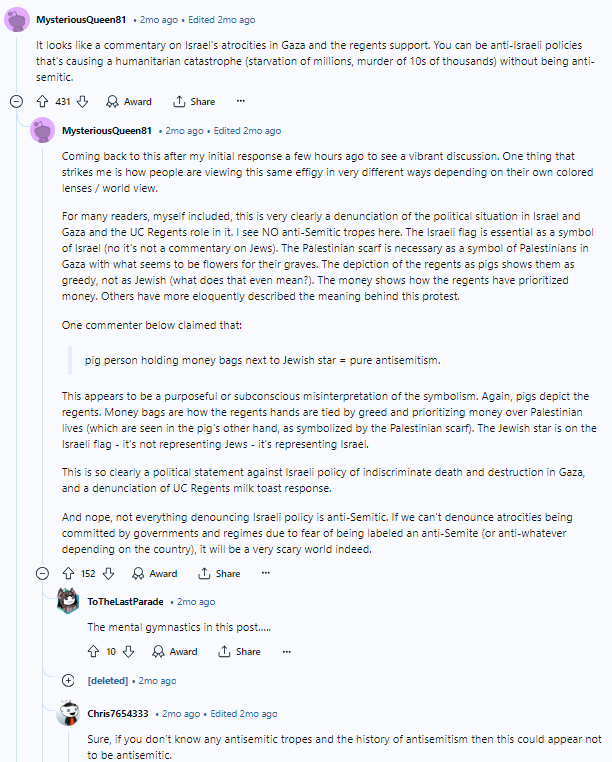 MysteriousQueen81 • 2mo ago • Edited 2mo ago
It looks like a commentary on Israel's atrocities in Gaza and the regents support. You can be anti-Israeli policies
that's causing a humanitarian catastrophe (starvation of millions, murder of 10s of thousands) without being anti-
semitic.
431 Award Share ...
MysteriousQueen81 • 2mo ago • Edited 2mo ago
Coming back to this after my initial response a few hours ago to see a vibrant discussion. One thing that
strikes me is how people are viewing this same effigy in very different ways depending on their own colored
lenses / world view.
For many readers, myself included, this is very clearly a denunciation of the political situation in Israel and
Gaza and the UC Regents role in it. I see NO anti-Semitic tropes here. The Israeli flag is essential as a symbol
of Israel (no it's not a commentary on Jews). The Palestinian scarf is necessary as a symbol of Palestinians in
Gaza with what seems to be flowers for their graves. The depiction of the regents as pigs shows them as
greedy, not as Jewish (what does that even mean?). The money shows how the regents have prioritized
money. Others have more eloquently described the meaning behind this protest.
One commenter below claimed that:
pig person holding money bags next to Jewish star = pure antisemitism.
This appears to be a purposeful or subconscious misinterpretation of the symbolism. Again, pigs depict the
regents. Money bags are how the regents hands are tied by greed and prioritizing money over Palestinian
lives (which are seen in the pig's other hand, as symbolized by the Palestinian scarf). The Jewish star is on the
Israeli flag - it's not representing Jews - it's representing Israel.
This is so clearly a political statement against Israeli policy of indiscriminate death and destruction in Gaza,
and a denunciation of UC Regents milk toast response.
And nope, not everything denouncing Israeli policy is anti-Semitic. If we can't denounce atrocities being
committed by governments and regimes due to fear of being labeled an anti-Semite (or anti-whatever
depending on the country), it will be a very scary world indeed.
152 Award Share ...
ToTheLastParade • 2mo ago
The mental gymnastics in this post.....
10 Award Share ...
[deleted] • 2mo ago
Chris7654333 • 2mo ago • Edited 2mo ago
Sure, if you don't know any antisemitic tropes and the history of antisemitism then this could appear not
to be antisemitic.